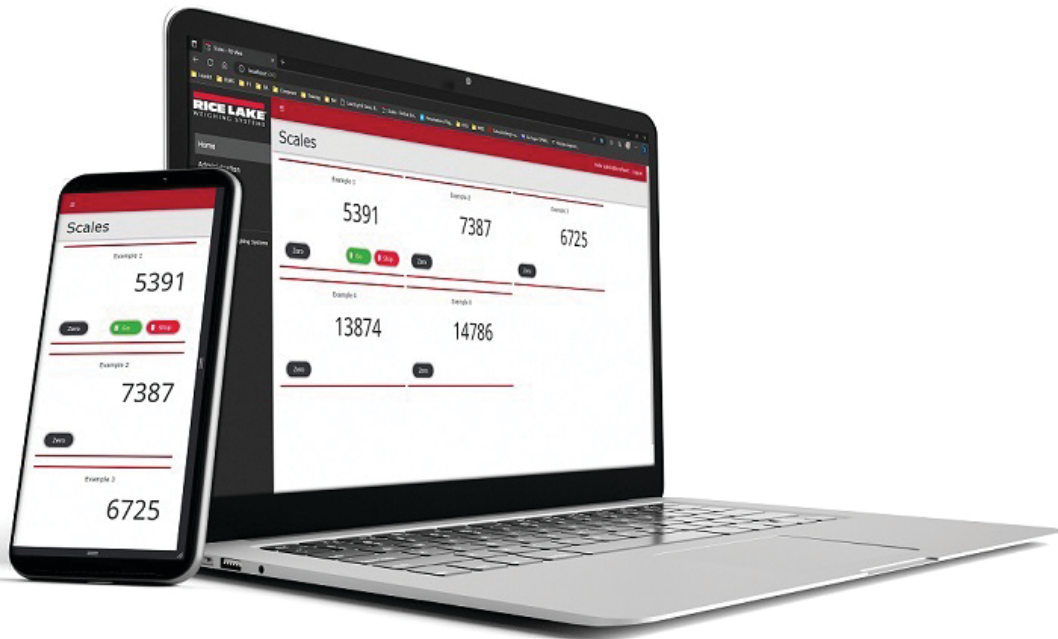 Scales
Example 1
5391
Zero
Go
Stop
Example 2
7387
Zero
Example 3
6725
RICE LAKE
WEIGHING SYSTEMS
Home
Administration
Scales
Example 1
5391
Zero
Go
Stop
Example 2
7387
Zero
Example 3
6725
Zero
Example 4
13874
Zero
Example 5
14786
Zero